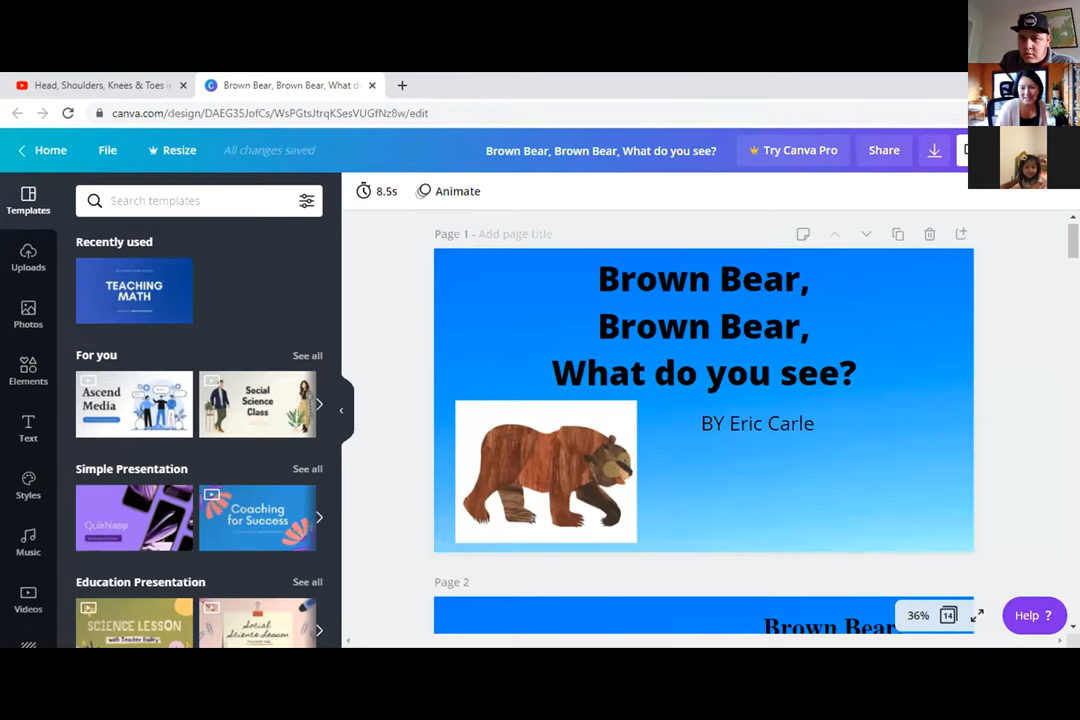 Head, Shoulders, Knees & Toes
Brown Bear, Brown Bear, What d
canva.com/design/DAEG35JofCs/WsPGtsJtrqKSesVUGfNz8w/edit
Home
File
Resize
All changes saved
Brown Bear, Brown Bear, What do you see?
Try Canva Pro
Share
Templates
Uploads
Photos
Elements
Text
Styles
Music
Videos
Search templates
Recently used
TEACHING
MATH
For you
See all
Ascend
Media
Social
Science
Class
Simple Presentation
See all
QuikNapp
Coaching
for Success
Education Presentation
See all
SCIENCE LESSON
with Teacher Bailey
Social
Science Lesson
8.5s
Animate
Page 1 - Add page title
Brown Bear,
Brown Bear,
What do you see?
BY Eric Carle
Page 2
Brown Bear,
36%
14
Help ?